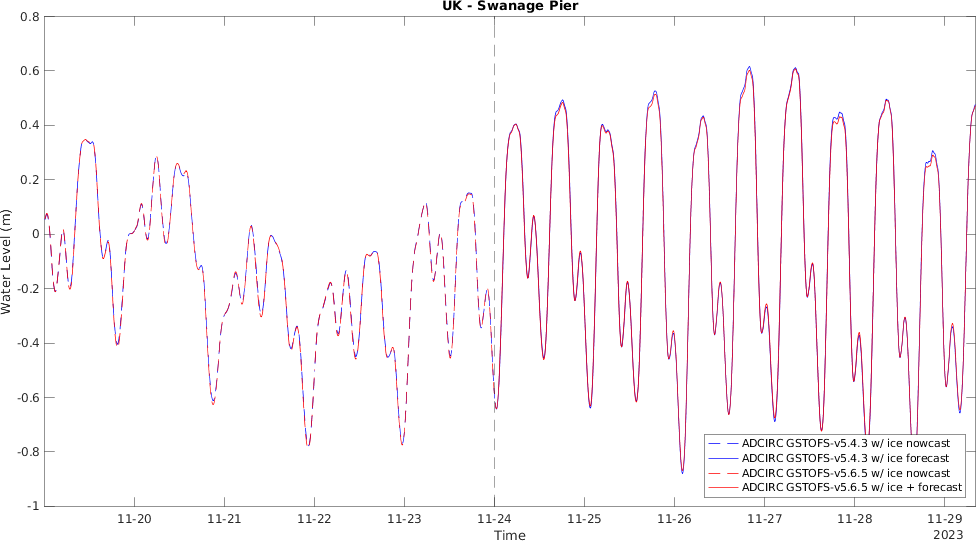 UK - Swanage Pier
0.8
0.6
0.4
0.2
0
-0.2
-0.4
-0.6
-0.8
-1
Water Level (m)
ADCIRC GSTOFS-v5.4.3 w/ ice nowcast
ADCIRC GSTOFS-v5.4.3 w/ ice forecast
ADCIRC GSTOFS-v5.6.5 w/ ice nowcast
ADCIRC GSTOFS-v5.6.5 w/ ice + forecast
11-20 11-21 11-22 11-23 11-24 11-25 11-26 11-27 11-28 11-29
Time
2023